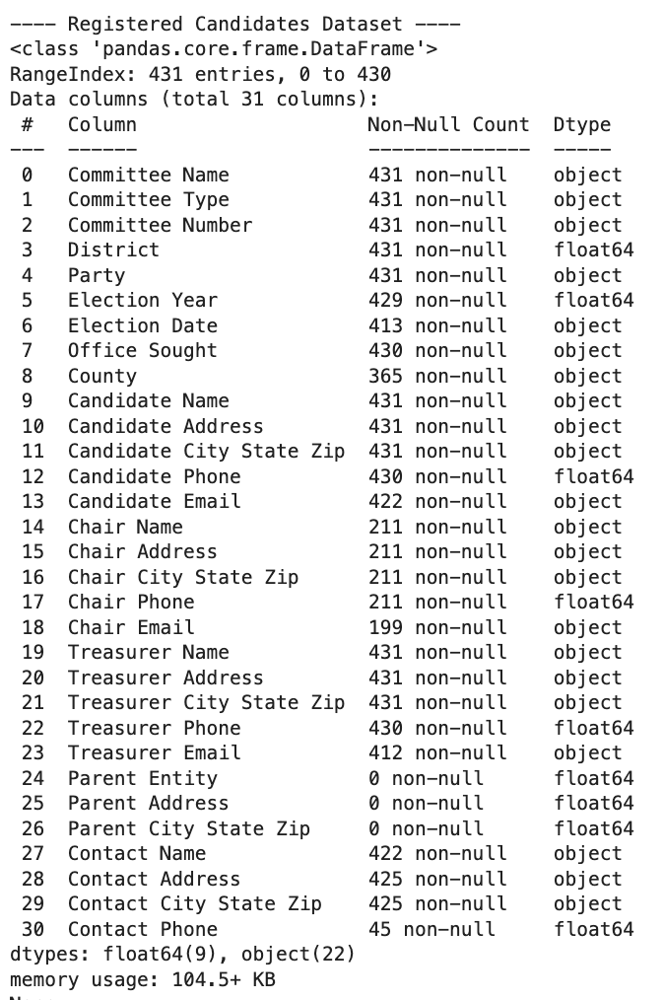 ---- Registered Candidates Dataset ----
<class 'pandas.core.frame.DataFrame'>
RangeIndex: 431 entries, 0 to 430
Data columns (total 31 columns):
 #   Column                    Non-Null Count  Dtype
---  ------                    --------------  -----
 0   Committee Name            431 non-null    object
 1   Committee Type            431 non-null    object
 2   Committee Number          431 non-null    object
 3   District                  431 non-null    float64
 4   Party                     431 non-null    object
 5   Election Year             429 non-null    float64
 6   Election Date             413 non-null    object
 7   Office Sought             430 non-null    object
 8   County                    365 non-null    object
 9   Candidate Name            431 non-null    object
 10  Candidate Address         431 non-null    object
 11  Candidate City State Zip  431 non-null    object
 12  Candidate Phone           430 non-null    float64
 13  Candidate Email           422 non-null    object
 14  Chair Name                211 non-null    object
 15  Chair Address             211 non-null    object
 16  Chair City State Zip      211 non-null    object
 17  Chair Phone               211 non-null    float64
 18  Chair Email               199 non-null    object
 19  Treasurer Name            431 non-null    object
 20  Treasurer Address         431 non-null    object
 21  Treasurer City State Zip  431 non-null    object
 22  Treasurer Phone           430 non-null    float64
 23  Treasurer Email           412 non-null    object
 24  Parent Entity             0 non-null      float64
 25  Parent Address            0 non-null      float64
 26  Parent City State Zip     0 non-null      float64
 27  Contact Name              422 non-null    object
 28  Contact Address           425 non-null    object
 29  Contact City State Zip    425 non-null    object
 30  Contact Phone             45 non-null     float64
dtypes: float64(9), object(22)
memory usage: 104.5+ KB